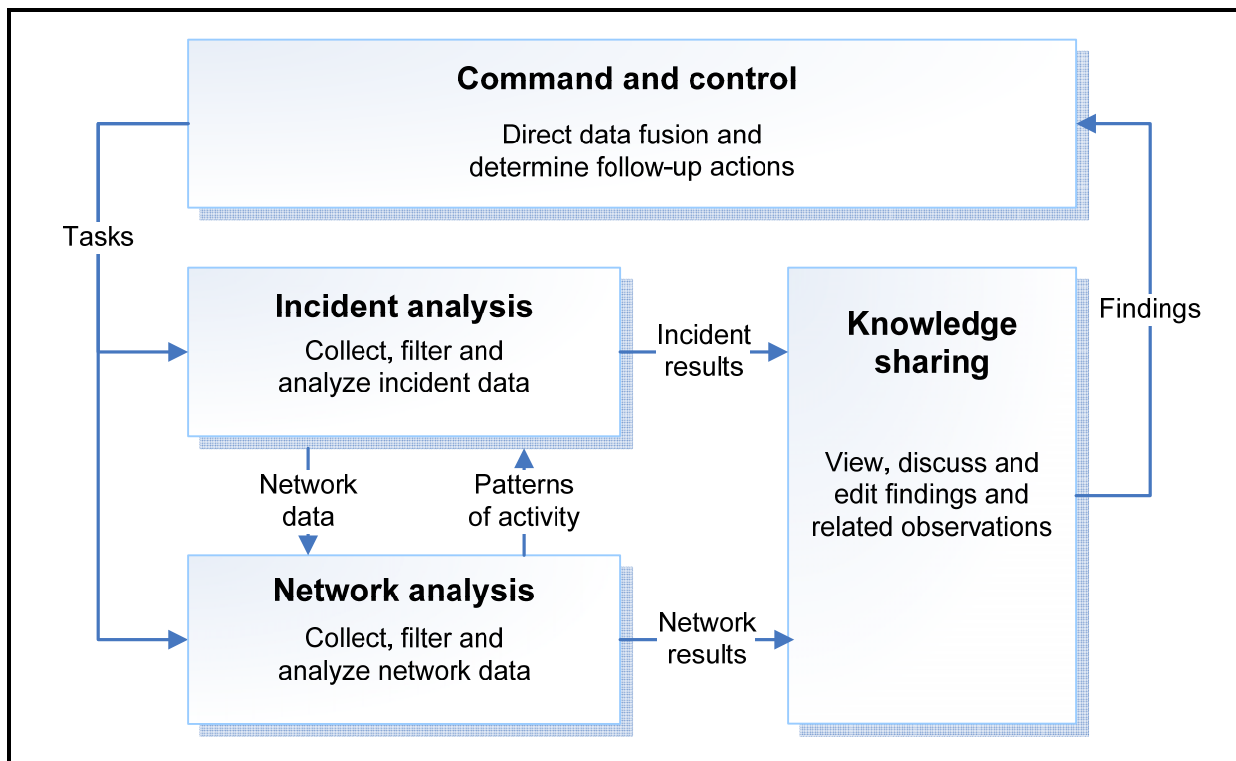 Command and control
Direct data fusion and
determine follow-up actions
Tasks
Incident analysis
Collect, filter and
analyze incident data
Incident
results
Knowledge
sharing
View, discuss and
edit findings and
related observations
Findings
Network
data
Patterns
of activity
Network analysis
Collect, filter and
analyze network data
Network
results